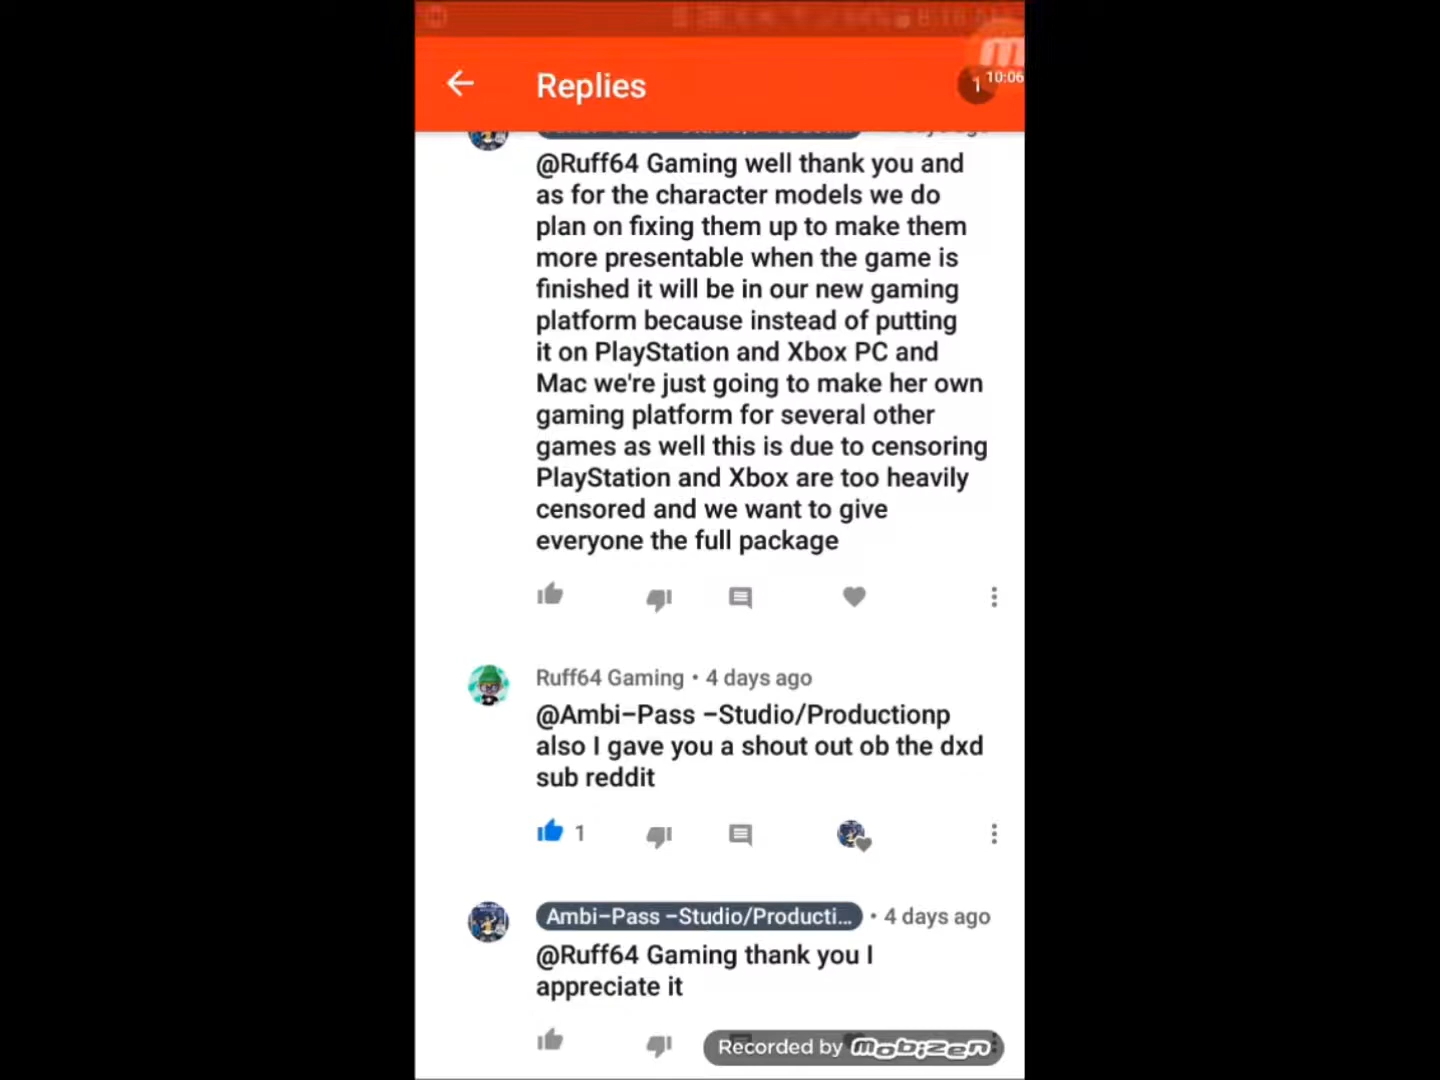 Replies
1 10:06
@Ruff64 Gaming well thank you and
as for the character models we do
plan on fixing them up to make them
more presentable when the game is
finished it will be in our new gaming
platform because instead of putting
it on PlayStation and Xbox PC and
Mac we're just going to make her own
gaming platform for several other
games as well this is due to censoring
PlayStation and Xbox are too heavily
censored and we want to give
everyone the full package
Ruff64 Gaming • 4 days ago
@Ambi–Pass –Studio/Productionp
also I gave you a shout out ob the dxd
sub reddit
1
Ambi–Pass –Studio/Producti... • 4 days ago
@Ruff64 Gaming thank you I
appreciate it
Recorded by mobizen